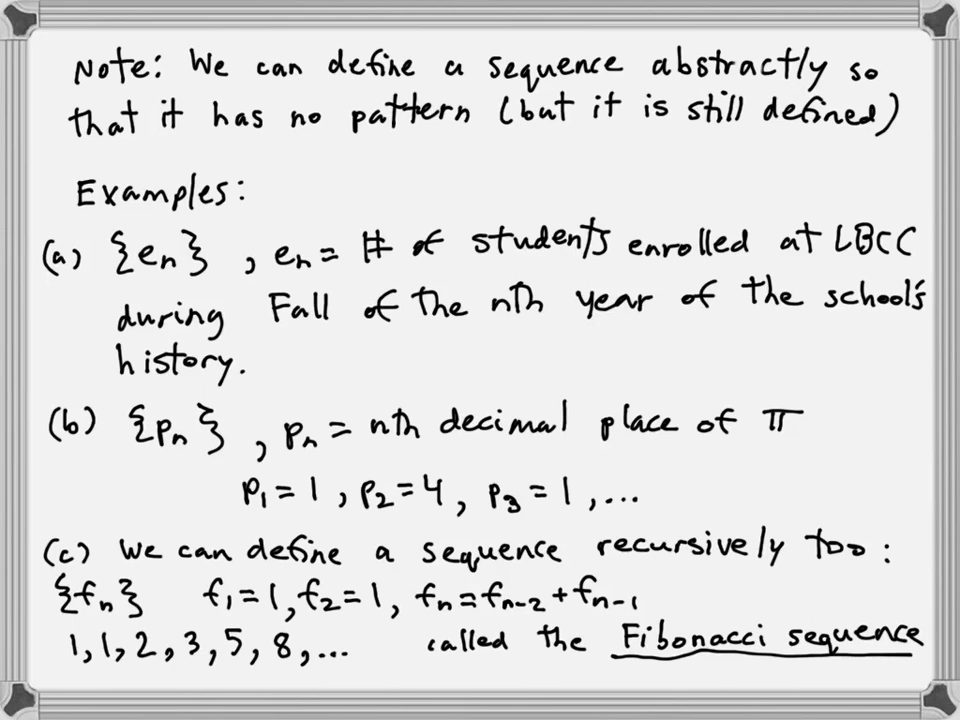 Note: We can define a sequence abstractly so
that it has no pattern (but it is still defined)
Examples:
(a) {eₙ}, eₙ = # of students enrolled at LBCC
during Fall of the nth year of the school's
history.
(b) {pₙ}, pₙ = nth decimal place of π
p₁ = 1, p₂ = 4, p₃ = 1, ...
(c) We can define a sequence recursively too:
{fₙ} f₁ = 1, f₂ = 1, fₙ = fₙ₋₂ + fₙ₋₁
1, 1, 2, 3, 5, 8, ... called the Fibonacci sequence